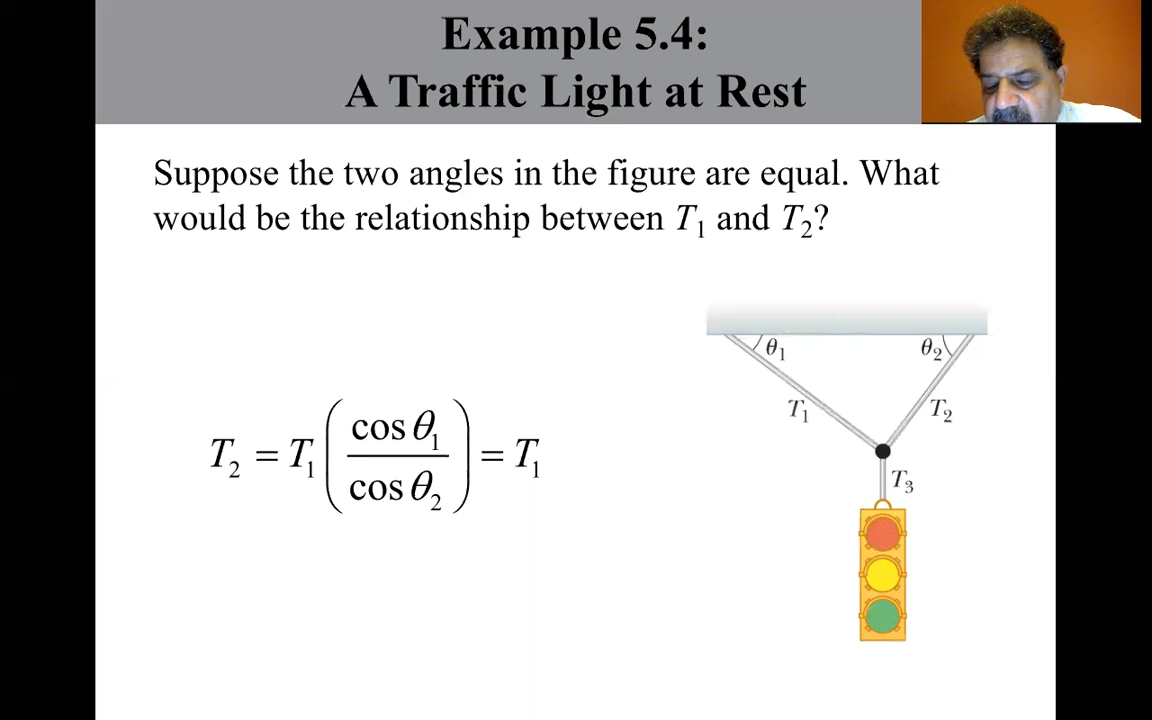 Example 5.4:
A Traffic Light at Rest
Suppose the two angles in the figure are equal. What
would be the relationship between T₁ and T₂?
T₂ = T₁ (cos θ₁ / cos θ₂) = T₁
θ₁ θ₂
T₁ T₂
T₃